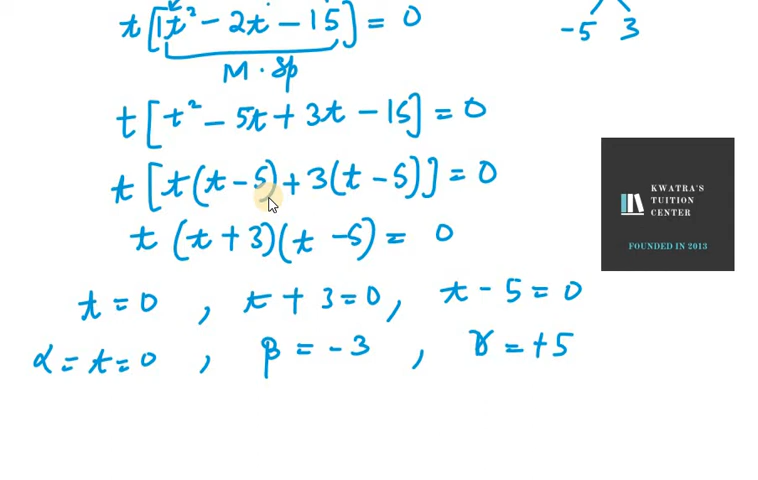 t[1t² - 2t - 15] = 0
-5 3
M. Sp
t[t² - 5t + 3t - 15] = 0
t[t(t-5)+3(t-5)] = 0
t(t+3)(t-5) = 0
t = 0, t + 3 = 0, t - 5 = 0
α = t = 0, β = -3, γ = +5
KWATRA'S
TUITION
CENTER
FOUNDED IN 2013